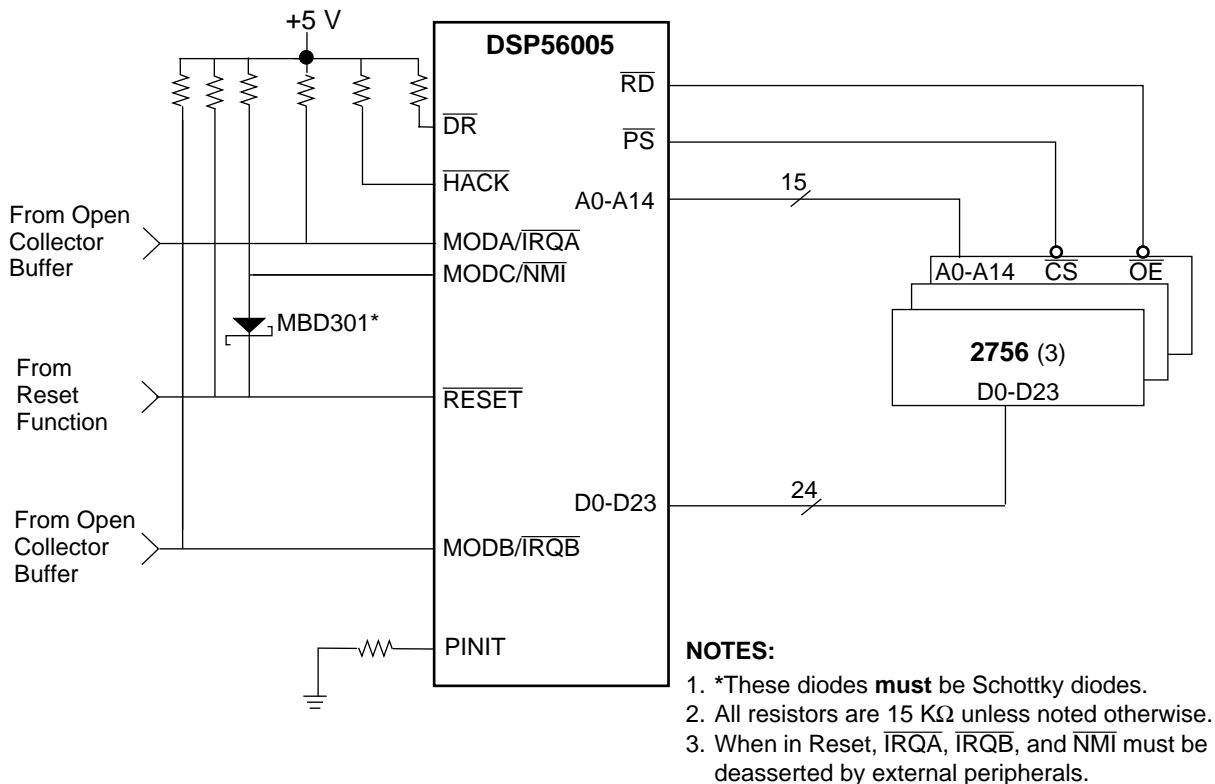 +5 V
DSP56005
RD
DR
PS
HACK
A0-A14
15
From Open
Collector
Buffer
MODA/IRQA
MODC/NMI
A0-A14 CS OE
MBD301*
2756 (3)
D0-D23
From
Reset
Function
RESET
D0-D23
24
From Open
Collector
Buffer
MODB/IRQB
PINIT
NOTES:
1. *These diodes must be Schottky diodes.
2. All resistors are 15 KΩ unless noted otherwise.
3. When in Reset, IRQA, IRQB, and NMI must be
deasserted by external peripherals.